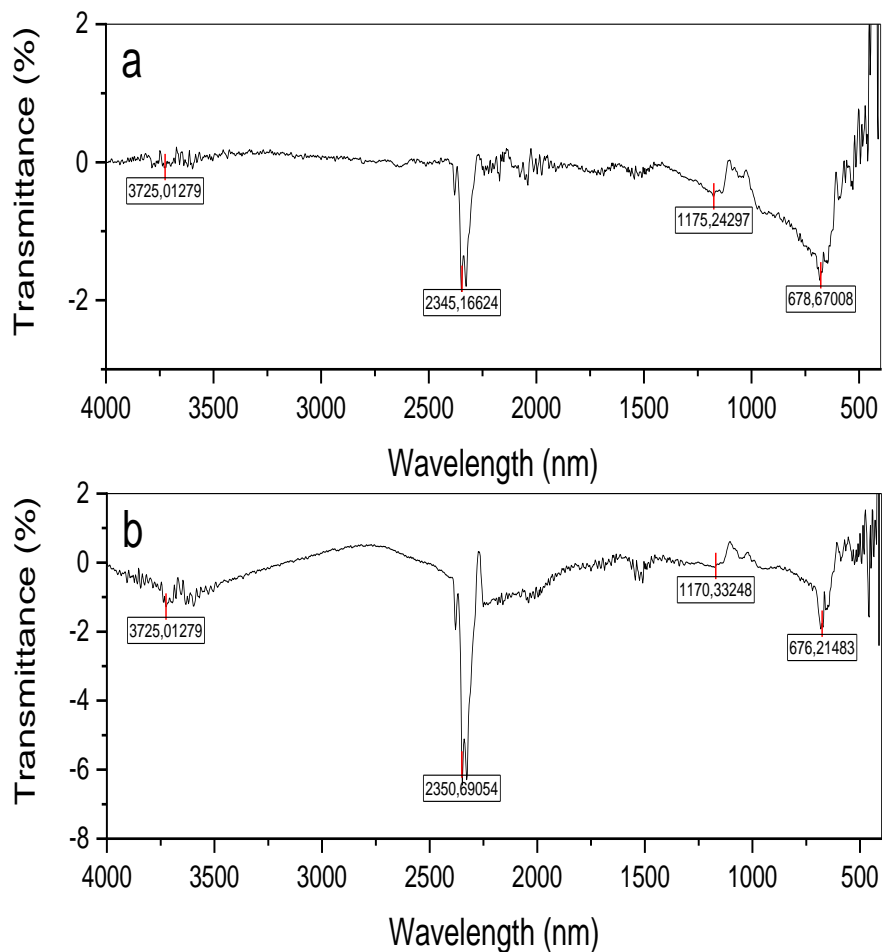 2
a
0
-2
Transmittance (%)
3725,01279
2345,16624
1175,24297
678,67008
4000 3500 3000 2500 2000 1500 1000 500
Wavelength (nm)
2
b
0
-2
-4
-6
-8
Transmittance (%)
3725,01279
2350,69054
1170,33248
676,21483
4000 3500 3000 2500 2000 1500 1000 500
Wavelength (nm)